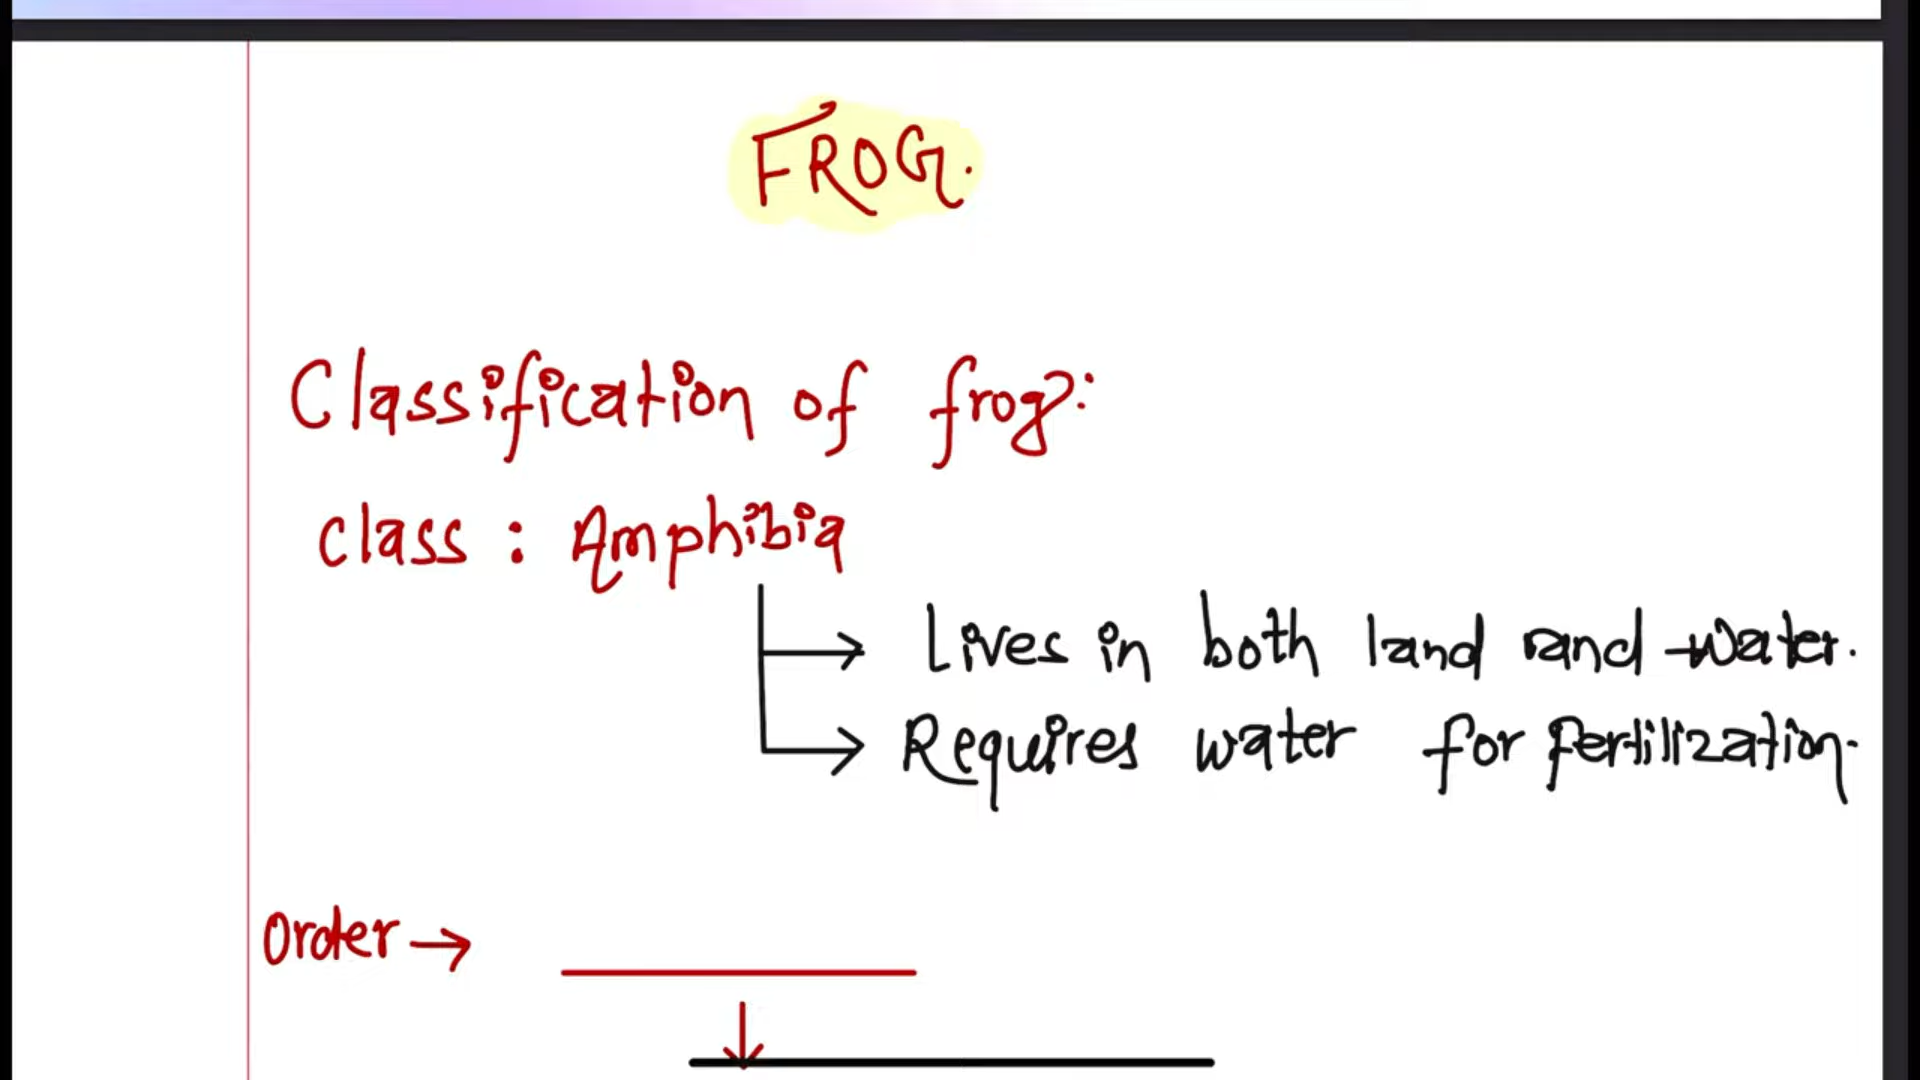 FROG.
Classification of frog:
class : Amphibia
Lives in both land and water.
Requires water for fertilization.
Order →